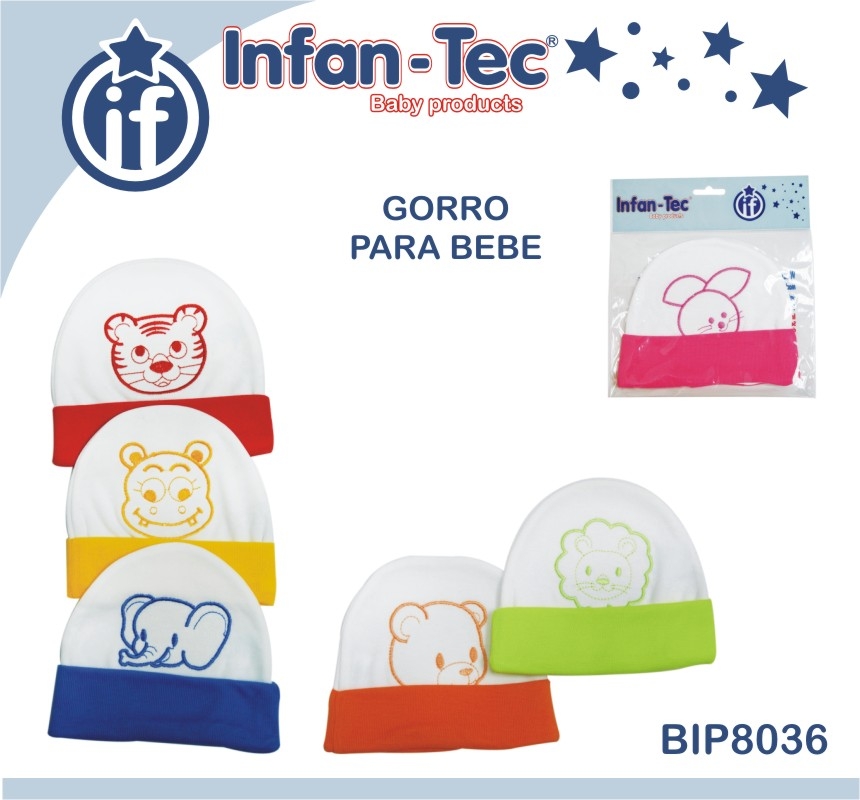 if
Infan-Tec®
Baby products
GORRO
PARA BEBE
Infan-Tec
if
BIP8036